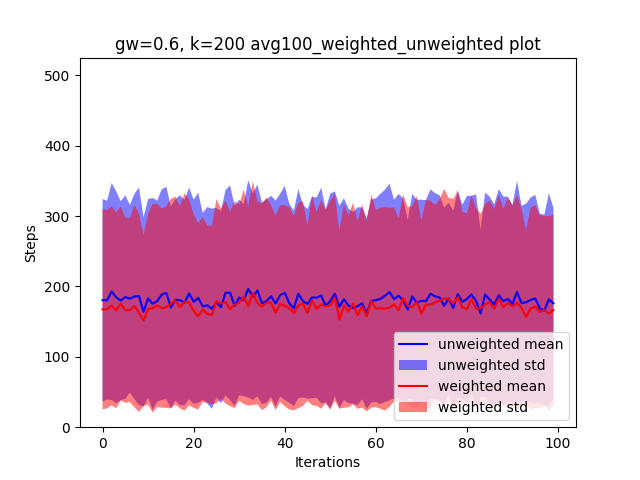 gw=0.6, k=200 avg100_weighted_unweighted plot
500
400
300
200
100
0
Steps
0 20 40 60 80 100
Iterations
unweighted mean
unweighted std
weighted mean
weighted std